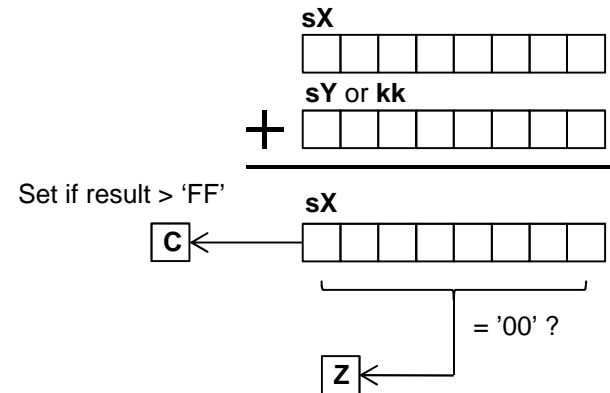 sX
sY or kk
+
Set if result > ‘FF’
sX
C
= ’00’ ?
Z